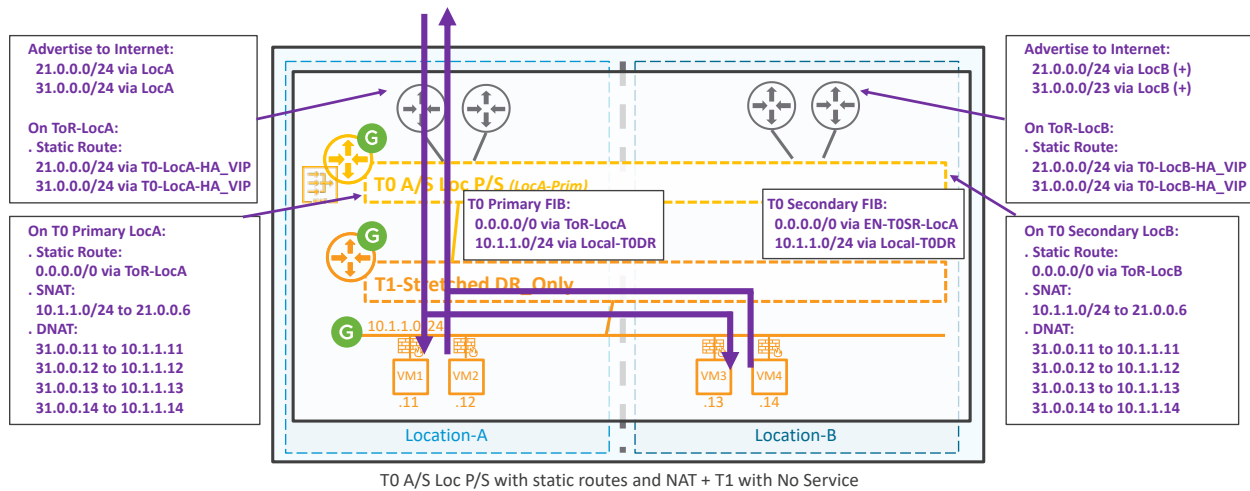 Advertise to Internet:
21.0.0.0/24 via LocA
31.0.0.0/24 via LocA
On ToR-LocA:
. Static Route:
21.0.0.0/24 via T0-LocA-HA_VIP
31.0.0.0/24 via T0-LocA-HA_VIP
On T0 Primary LocA:
. Static Route:
0.0.0.0/0 via ToR-LocA
. SNAT:
10.1.1.0/24 to 21.0.0.6
. DNAT:
31.0.0.11 to 10.1.1.11
31.0.0.12 to 10.1.1.12
31.0.0.13 to 10.1.1.13
31.0.0.14 to 10.1.1.14
G
T0 A/S Loc P/S (LocA-Prim)
T0 Primary FIB:
0.0.0.0/0 via ToR-LocA
10.1.1.0/24 via Local-T0DR
T0 Secondary FIB:
0.0.0.0/0 via EN-T0SR-LocA
10.1.1.0/24 via Local-T0DR
G
T1-Stretched DR_Only
G
10.1.1.0/24
VM1
VM2
VM3
VM4
.11
.12
.13
.14
Location-A
Location-B
Advertise to Internet:
21.0.0.0/24 via LocB (+)
31.0.0.0/23 via LocB (+)
On ToR-LocB:
. Static Route:
21.0.0.0/24 via T0-LocB-HA_VIP
31.0.0.0/24 via T0-LocB-HA_VIP
On T0 Secondary LocB:
. Static Route:
0.0.0.0/0 via ToR-LocB
. SNAT:
10.1.1.0/24 to 21.0.0.6
. DNAT:
31.0.0.11 to 10.1.1.11
31.0.0.12 to 10.1.1.12
31.0.0.13 to 10.1.1.13
31.0.0.14 to 10.1.1.14
T0 A/S Loc P/S with static routes and NAT + T1 with No Service